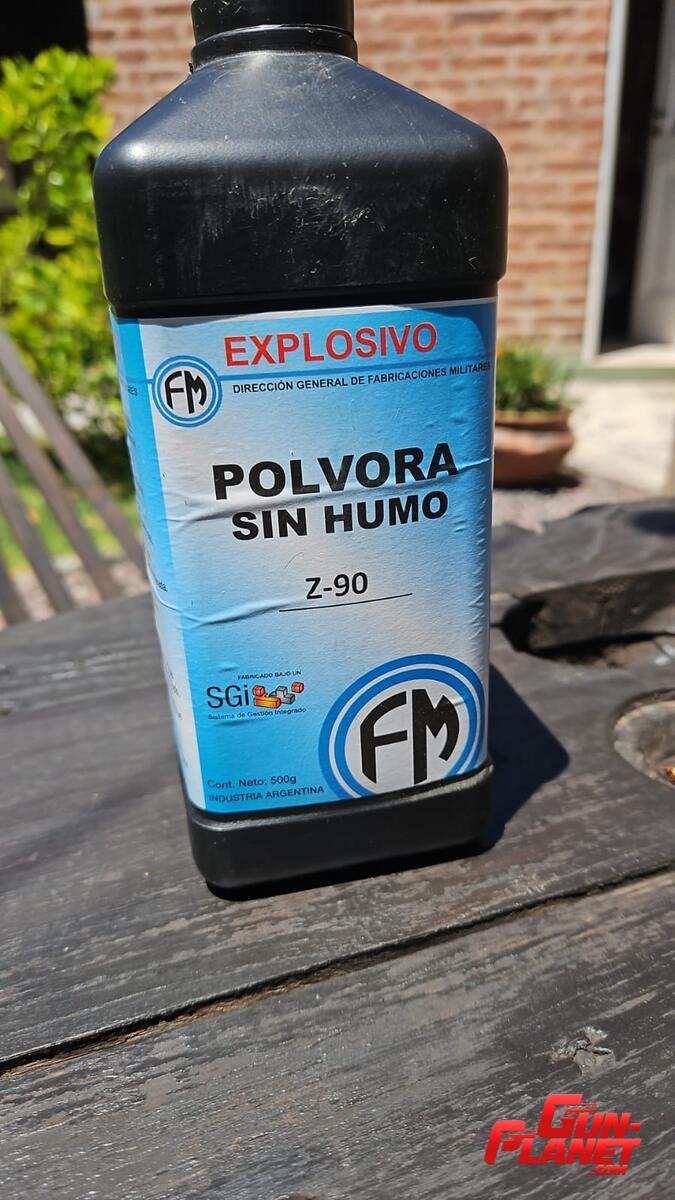 EXPLOSIVO
FM
DIRECCIÓN GENERAL DE FABRICACIONES MILITARES
POLVORA
SIN HUMO
Z-90
FABRICADO BAJO UN
SGi
Sistema de Gestión Integrado
FM
Cont. Neto: 500g
INDUSTRIA ARGENTINA
GUN-
PLANET
.COM